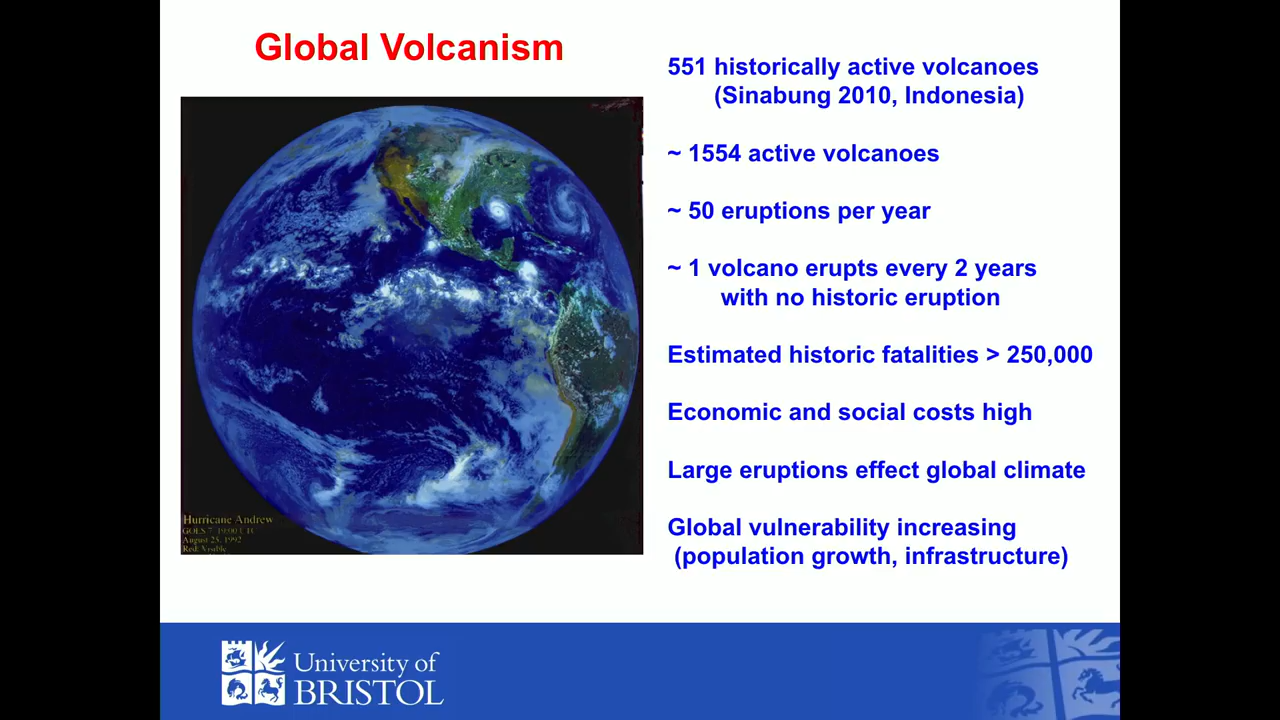 Global Volcanism
551 historically active volcanoes
(Sinabung 2010, Indonesia)
~ 1554 active volcanoes
~ 50 eruptions per year
~ 1 volcano erupts every 2 years
with no historic eruption
Estimated historic fatalities > 250,000
Economic and social costs high
Large eruptions effect global climate
Global vulnerability increasing
(population growth, infrastructure)
Hurricane Andrew
August 25, 1992
University of
BRISTOL